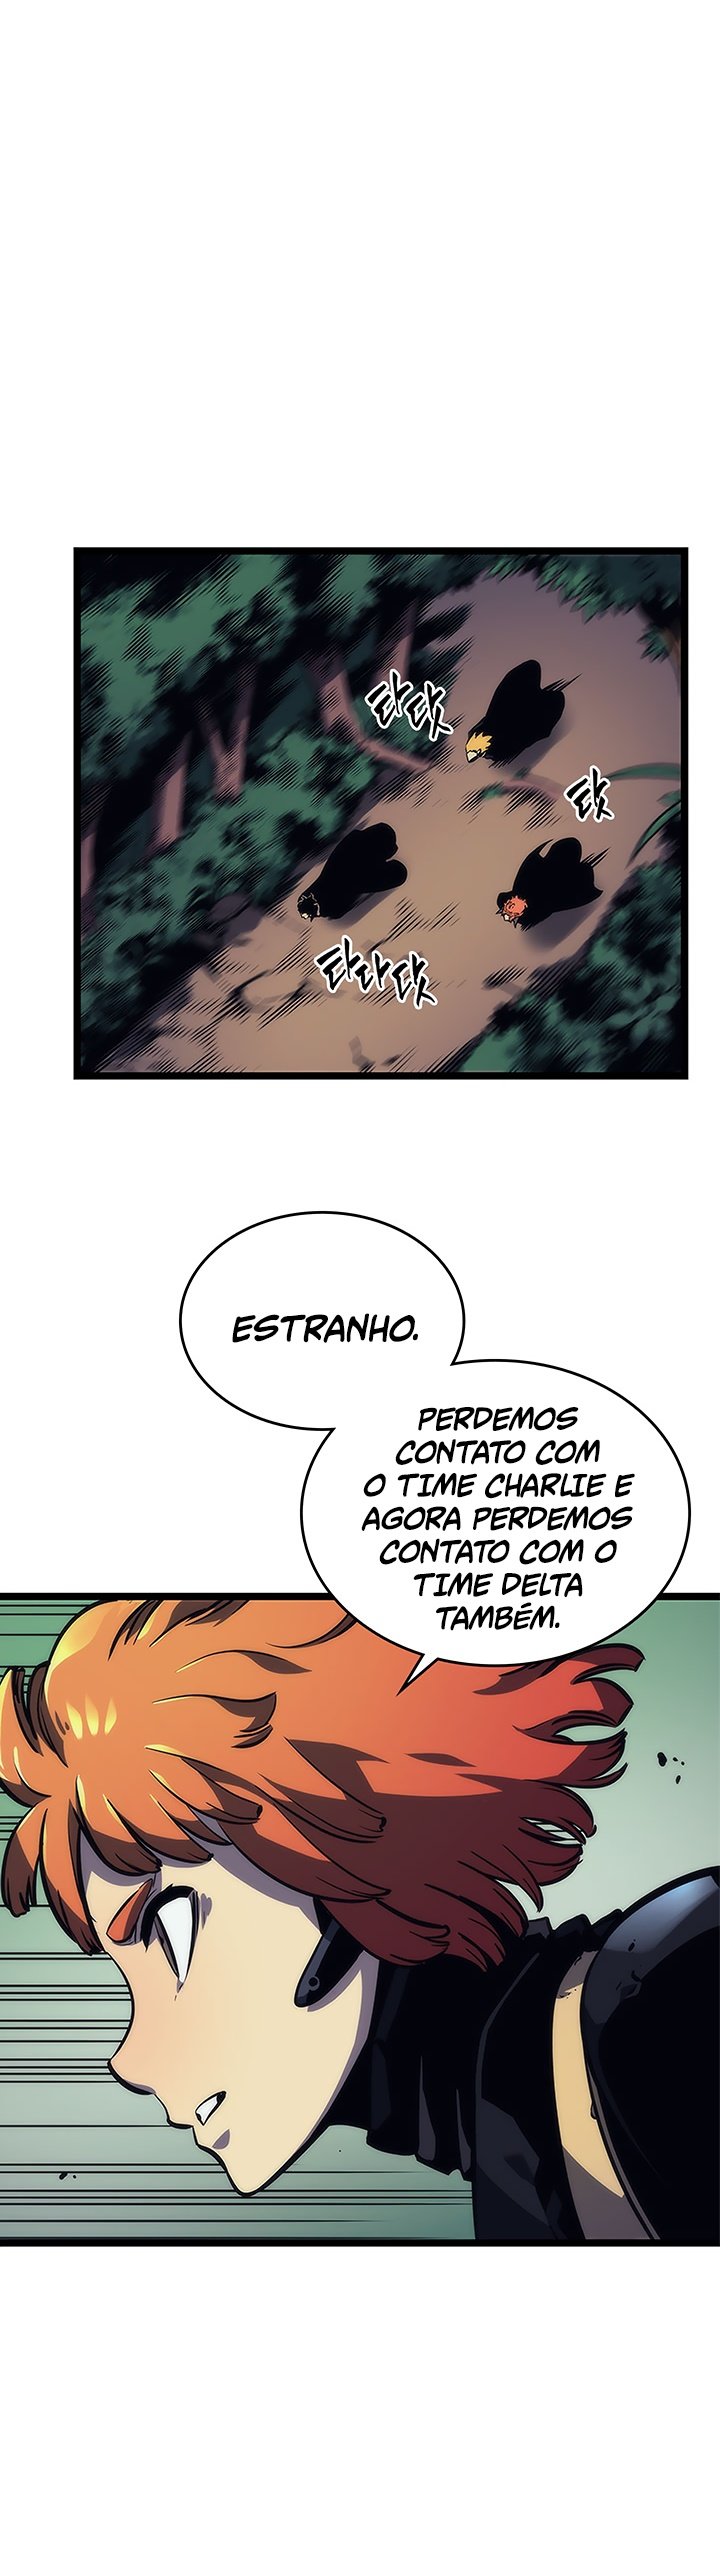 타닷
탓
타다닷
ESTRANHO.
PERDEMOS
CONTATO COM
O TIME CHARLIE E
AGORA PERDEMOS
CONTATO COM O
TIME DELTA
TAMBÉM.